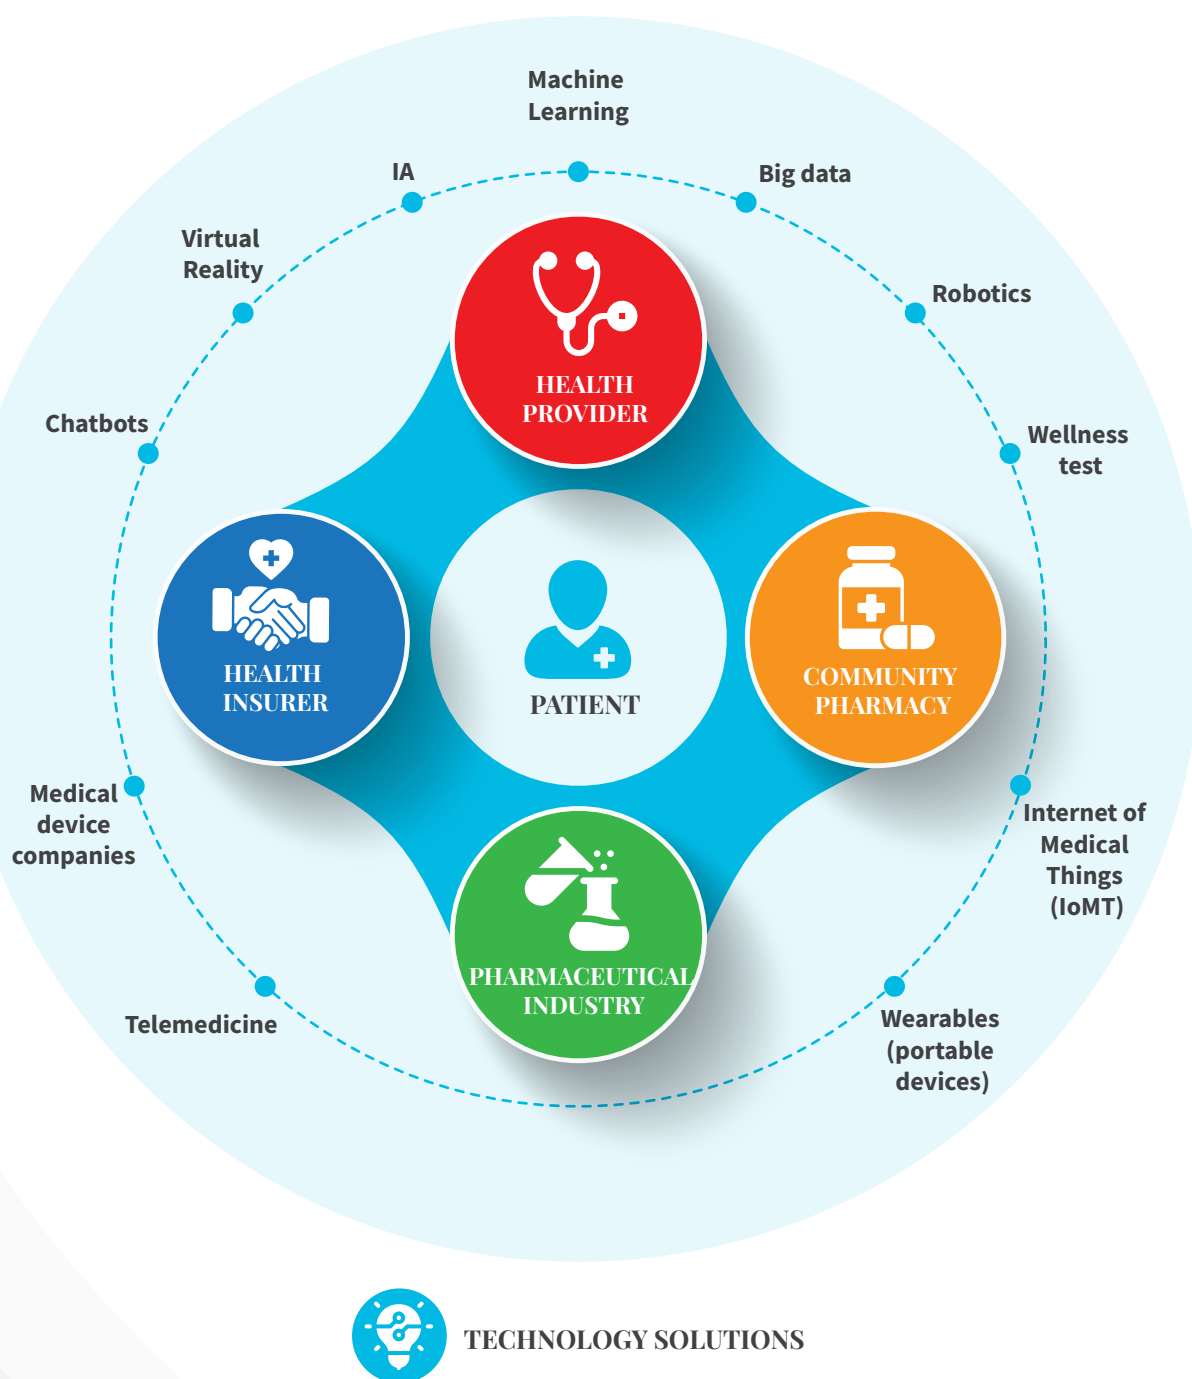 Machine
Learning
IA
Big data
Virtual
Reality
Robotics
Chatbots
Wellness
test
HEALTH
PROVIDER
HEALTH
INSURER
PATIENT
COMMUNITY
PHARMACY
Medical
device
companies
Internet of
Medical
Things
(IoMT)
PHARMACEUTICAL
INDUSTRY
Telemedicine
Wearables
(portable
devices)
TECHNOLOGY SOLUTIONS